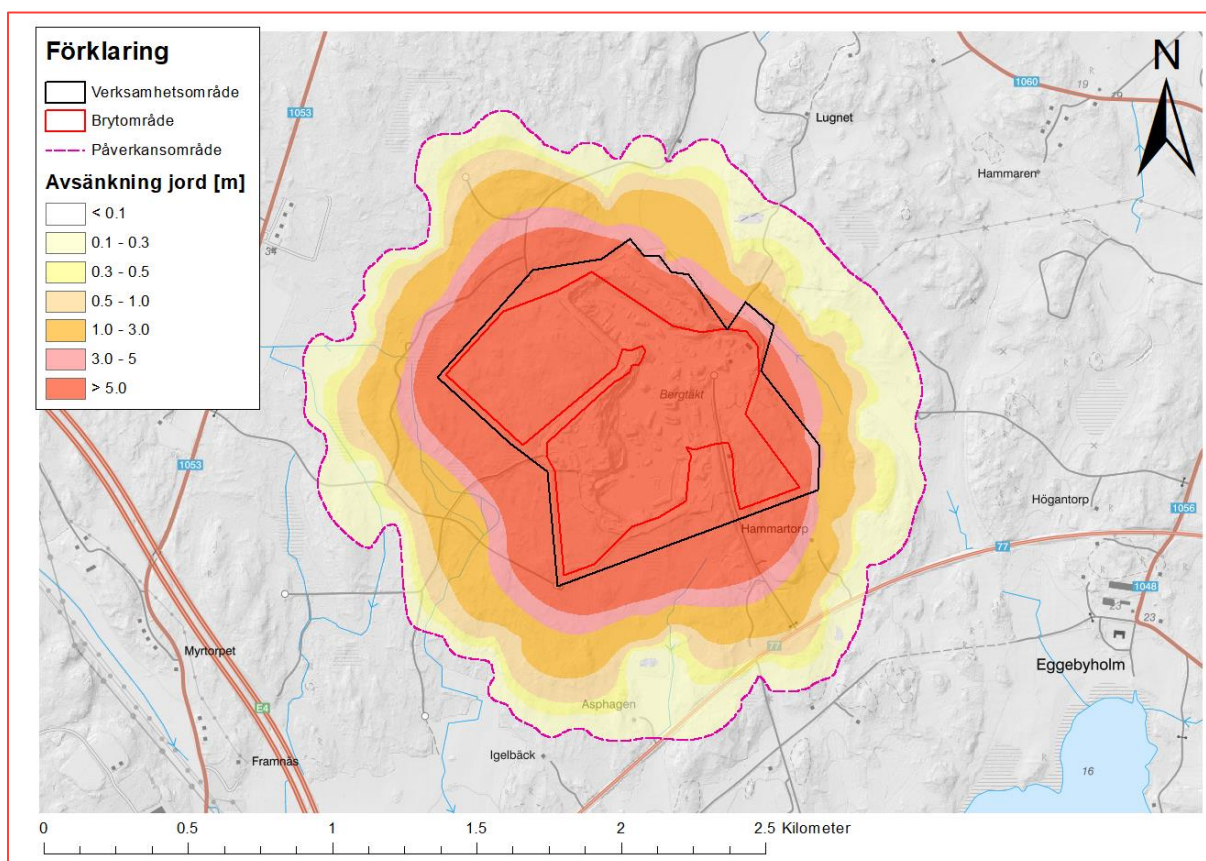 Förklaring
Verksamhetsområde
Brytområde
Påverkansområde
Avsänkning jord [m]
< 0.1
0.1 - 0.3
0.3 - 0.5
0.5 - 1.0
1.0 - 3.0
3.0 - 5
> 5.0
N
1060
19
19
1053
Lugnet
Hammaren
34
Bergtäkt
1053
Högantorp
1056
Hammartorp
77
1048
23
23
77
Myrtorpet
Eggebyholm
E4
Asphagen
Igelbäck
Framnäs
16
0 0.5 1 1.5 2 2.5 Kilometer